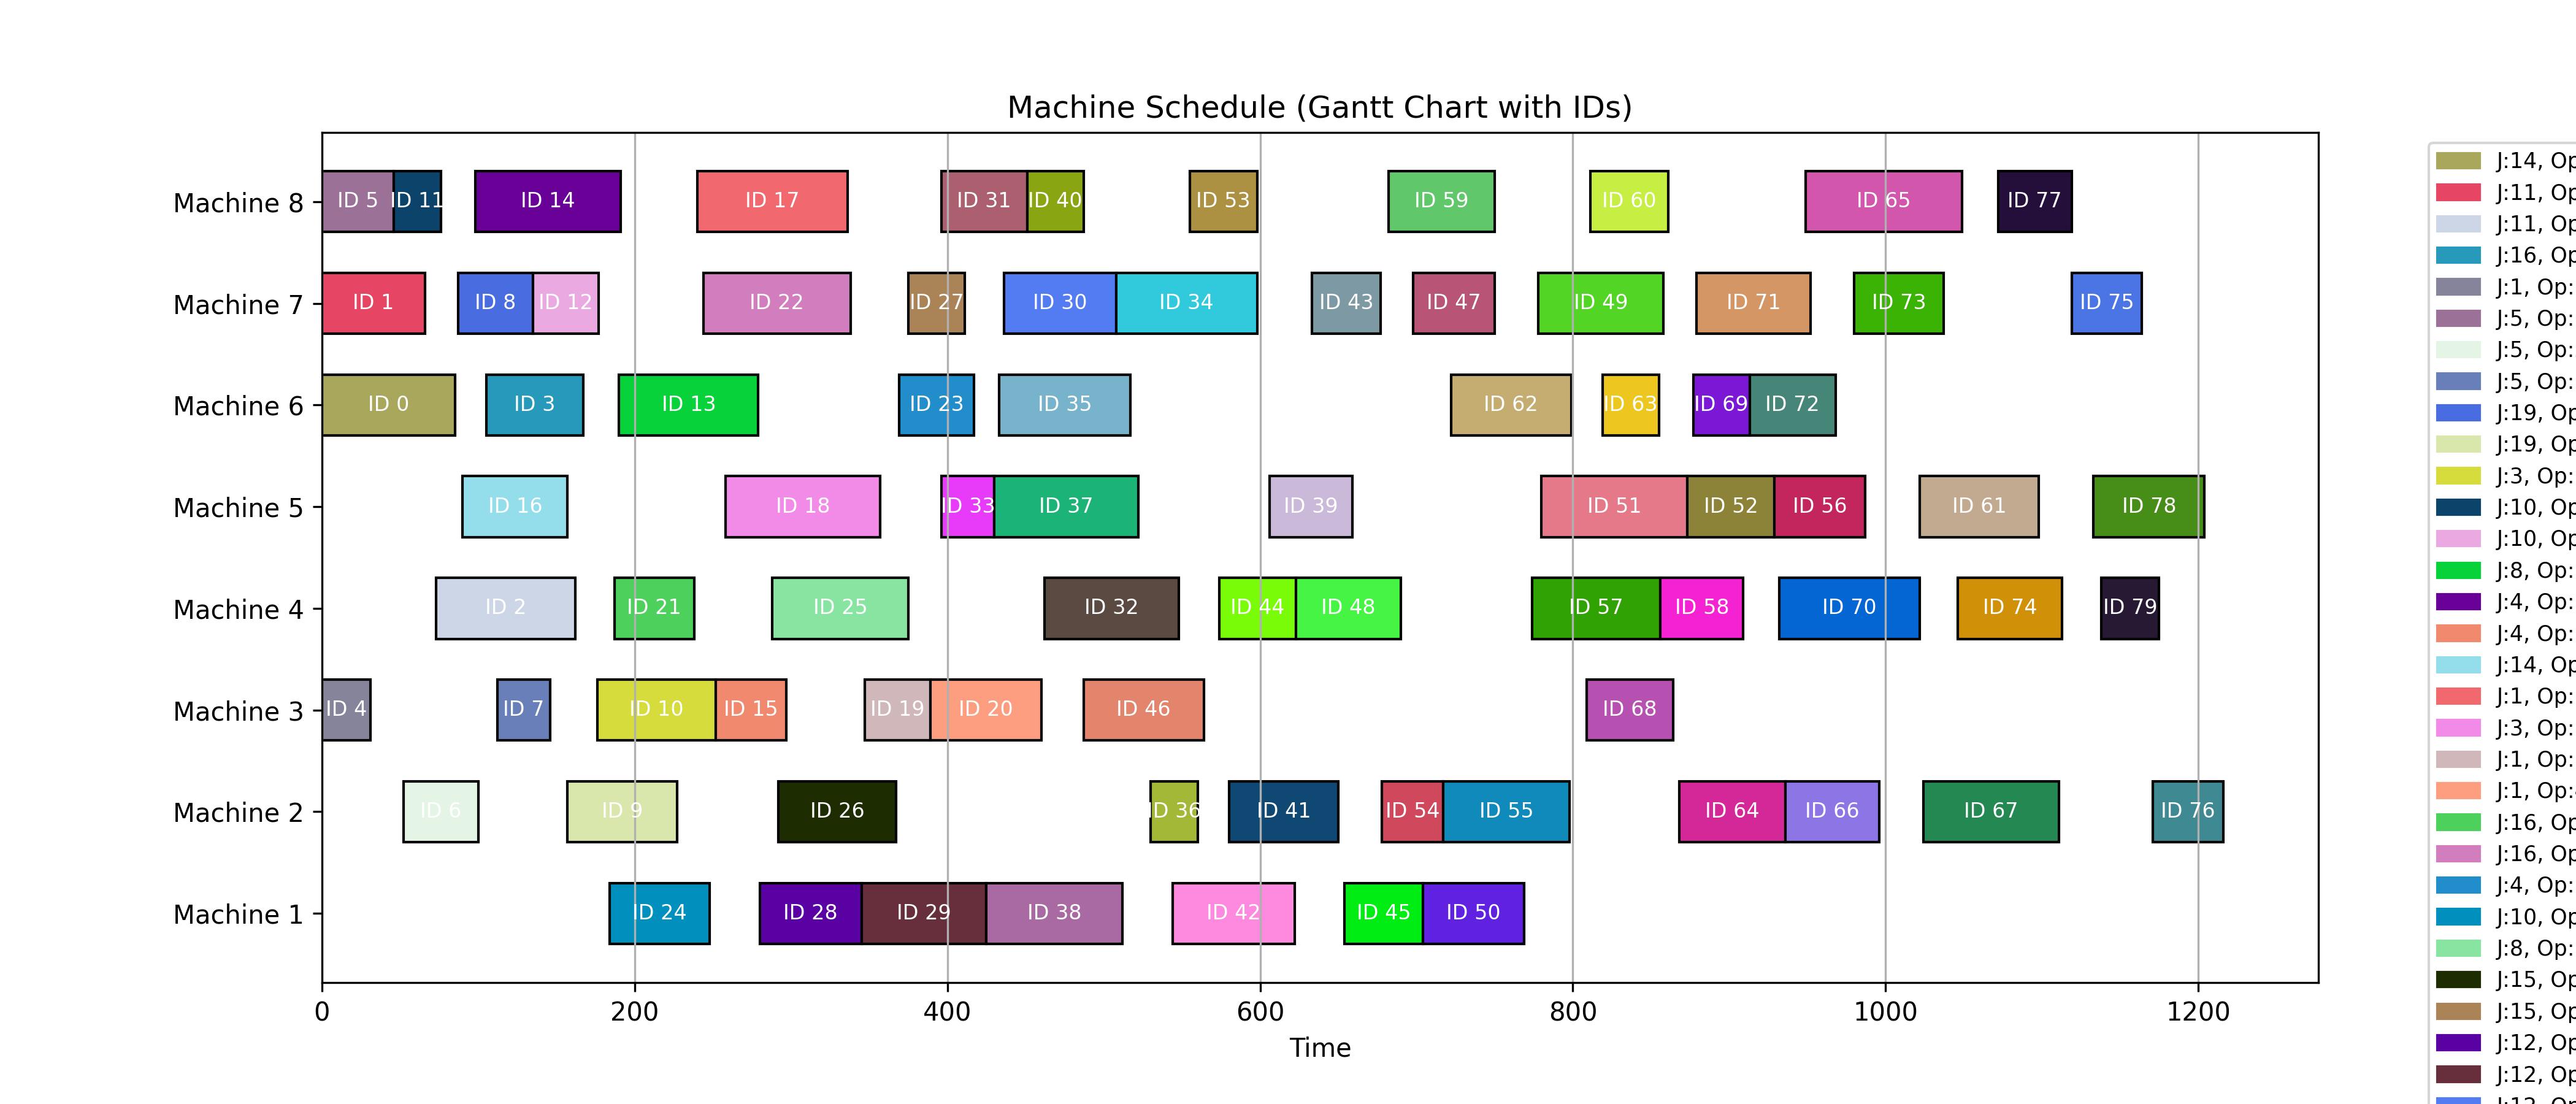 Machine Schedule (Gantt Chart with IDs)
Machine 8
ID 5 ID 11 ID 14 ID 17 ID 31 ID 40 ID 53 ID 59 ID 60 ID 65 ID 77
Machine 7
ID 1 ID 8 ID 12 ID 22 ID 27 ID 30 ID 34 ID 43 ID 47 ID 49 ID 71 ID 73 ID 75
Machine 6
ID 0 ID 3 ID 13 ID 23 ID 35 ID 62 ID 63 ID 69 ID 72
Machine 5
ID 16 ID 18 ID 33 ID 37 ID 39 ID 51 ID 52 ID 56 ID 61 ID 78
Machine 4
ID 2 ID 21 ID 25 ID 32 ID 44 ID 48 ID 57 ID 58 ID 70 ID 74 ID 79
Machine 3
ID 4 ID 7 ID 10 ID 15 ID 19 ID 20 ID 46 ID 68
Machine 2
ID 6 ID 9 ID 26 ID 36 ID 41 ID 54 ID 55 ID 64 ID 66 ID 67 ID 76
Machine 1
ID 24 ID 28 ID 29 ID 38 ID 42 ID 45 ID 50
0 200 400 600 800 1000 1200
Time
J:14, Op
J:11, Op
J:11, Op
J:16, Op
J:1, Op:
J:5, Op:
J:5, Op:
J:5, Op:
J:19, Op
J:19, Op
J:3, Op:
J:10, Op
J:10, Op
J:8, Op:
J:4, Op:
J:4, Op:
J:14, Op
J:1, Op:
J:3, Op:
J:1, Op:
J:1, Op:
J:16, Op
J:16, Op
J:4, Op:
J:10, Op
J:8, Op:
J:15, Op
J:15, Op
J:12, Op
J:12, Op